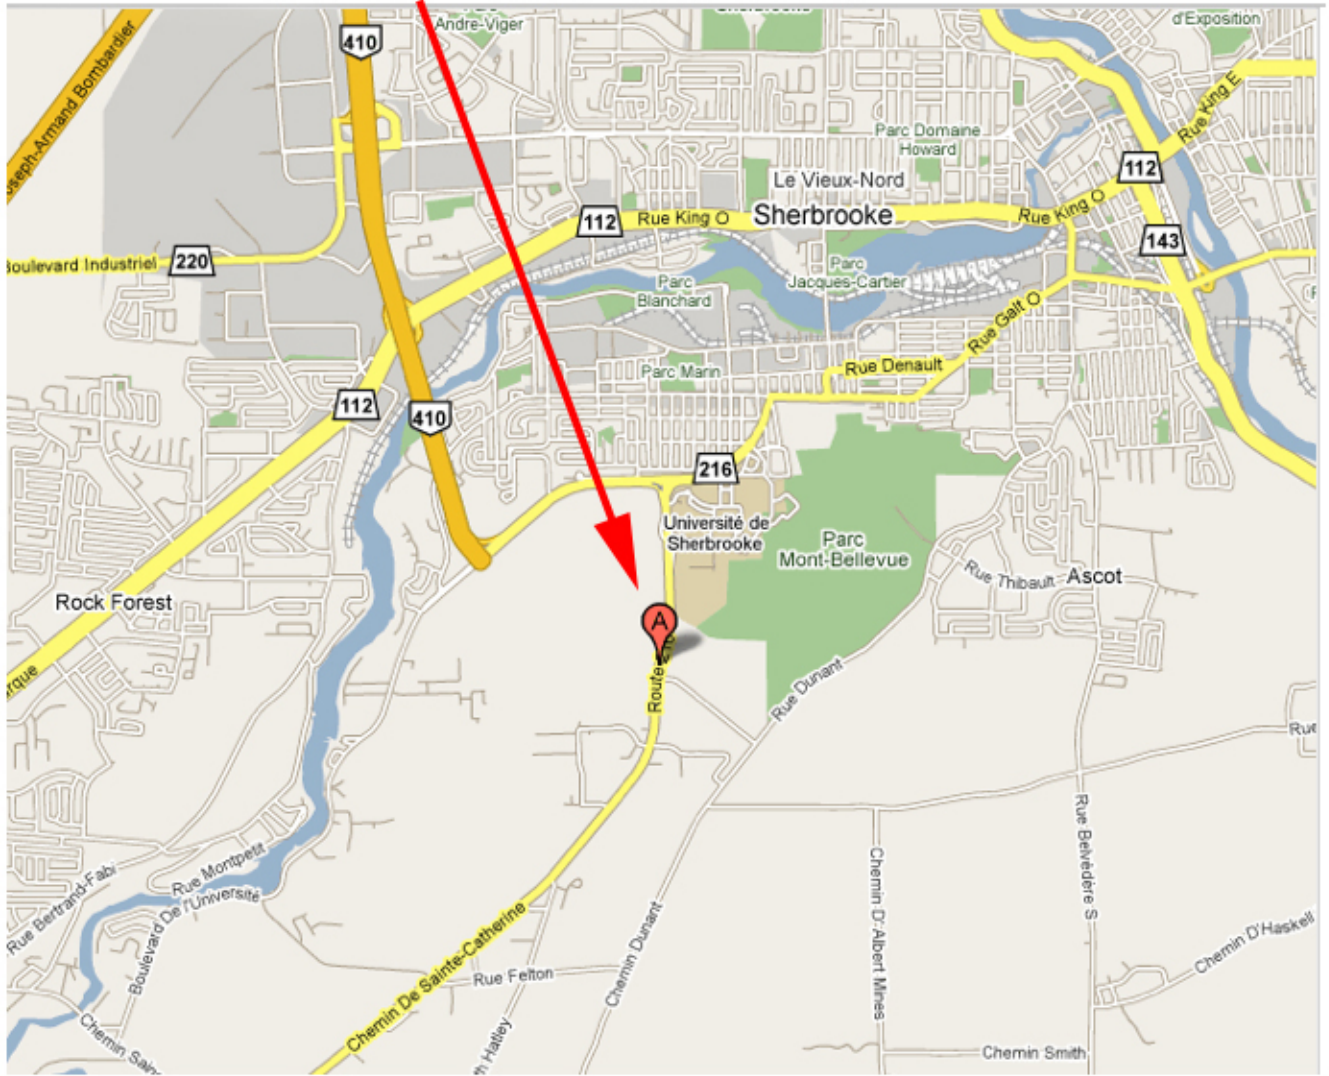 Andre-Viger
d'Exposition
410
Joseph-Armand Bombardier
Rue King E
Parc Domaine
Howard
112
Le Vieux-Nord
Sherbrooke
112
Rue King O
Rue King O
143
220
Boulevard Industriel
Parc
Blanchard
Parc
Jacques-Cartier
Rue Galt O
Parc Marin
Rue Denault
112
410
216
Université de
Sherbrooke
Parc
Mont-Bellevue
Rue Thibault
Ascot
Rock Forest
A
Route
Rue Dunant
Rue
Rue Belvédère S
Rue Montpetit
Rue Bertrand-Fabi
Boulevard De l'Université
Chemin De Sainte-Catherine
Chemin Dunant
Chemin D'Albert Mines
Chemin D'Haskell
Rue Felton
Hatley
Chemin
Chemin Smith